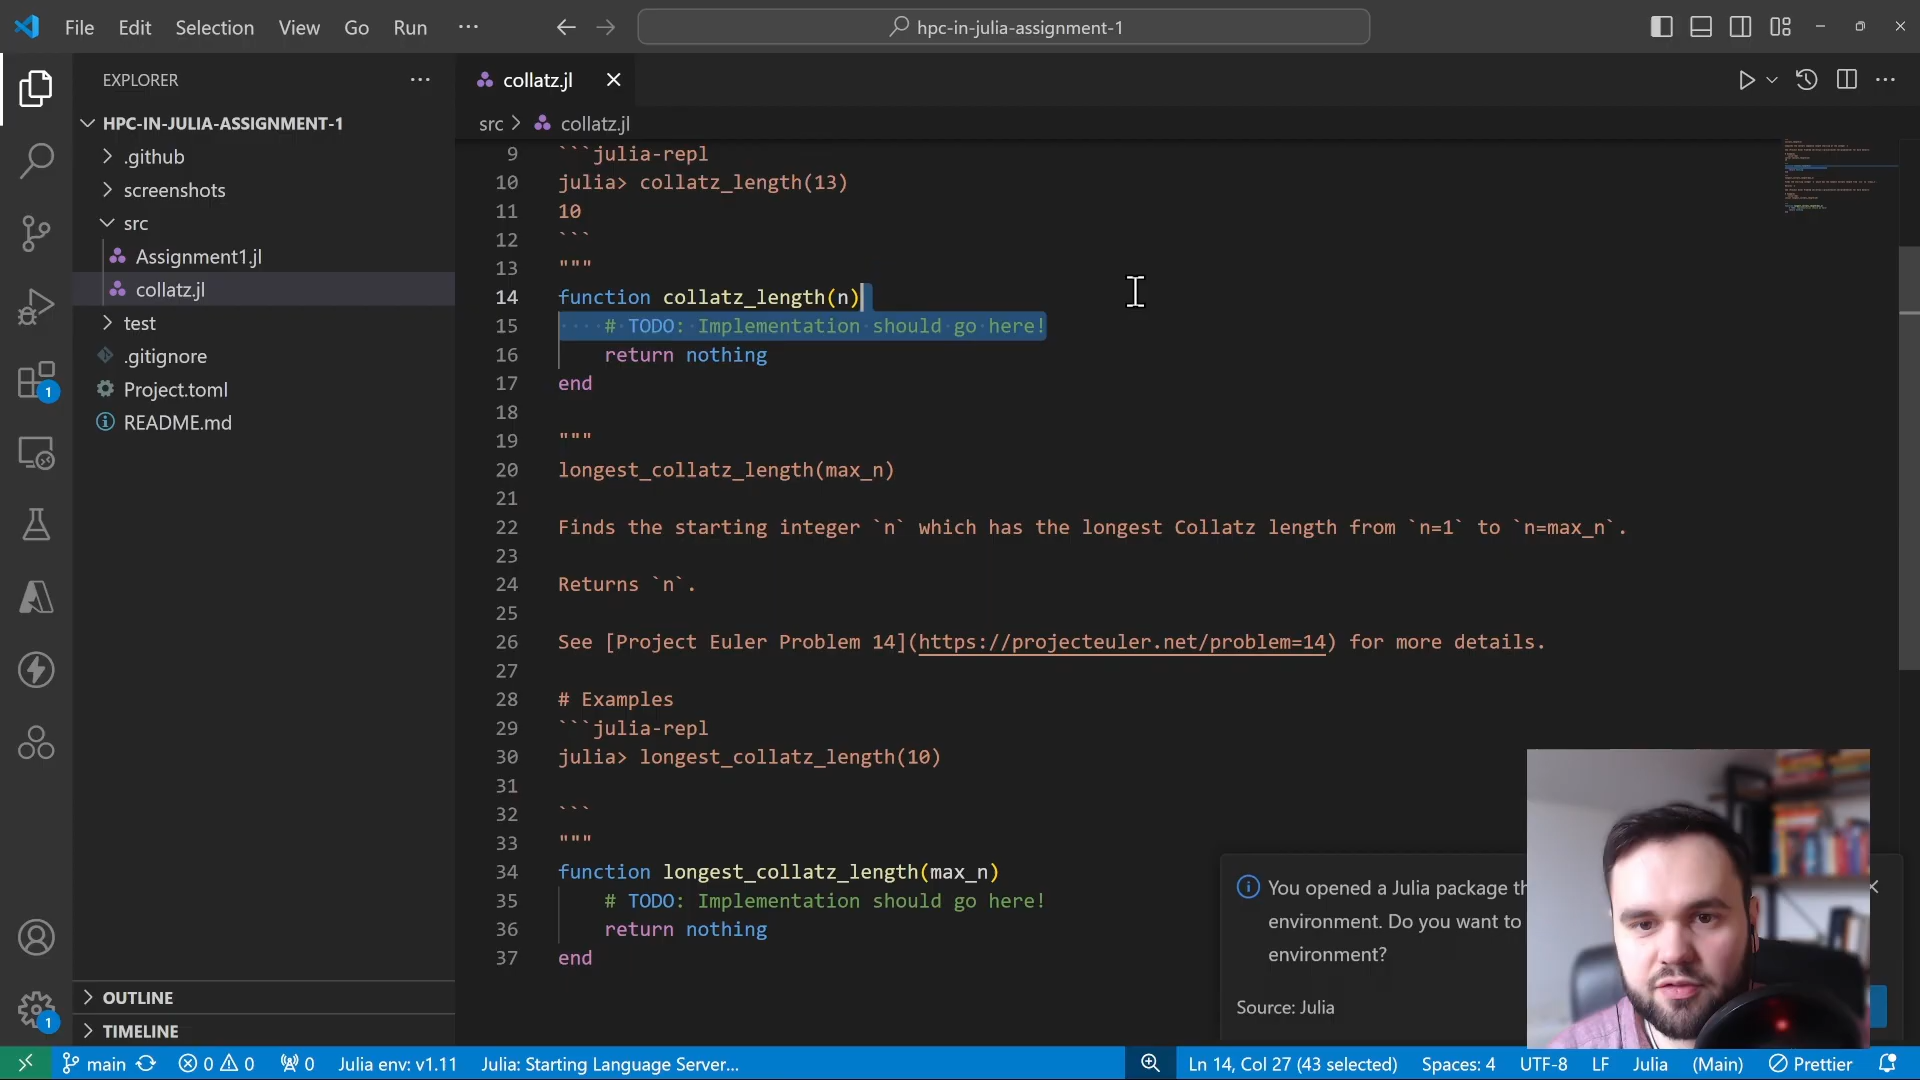 File Edit Selection View Go Run ···
hpc-in-julia-assignment-1
EXPLORER ···
HPC-IN-JULIA-ASSIGNMENT-1
.github
screenshots
src
Assignment1.jl
collatz.jl
test
.gitignore
Project.toml
README.md
1
OUTLINE
TIMELINE
1
collatz.jl
src > collatz.jl
9 ```julia-repl
10 julia> collatz_length(13)
11 10
12 ```
13 """
14 function collatz_length(n)
15 # TODO: Implementation should go here!
16 return nothing
17 end
18
19 """
20 longest_collatz_length(max_n)
21
22 Finds the starting integer `n` which has the longest Collatz length from `n=1` to `n=max_n`.
23
24 Returns `n`.
25
26 See [Project Euler Problem 14](https://projecteuler.net/problem=14) for more details.
27
28 # Examples
29 ```julia-repl
30 julia> longest_collatz_length(10)
31
32 ```
33 """
34 function longest_collatz_length(max_n)
35 # TODO: Implementation should go here!
36 return nothing
37 end
You opened a Julia package
environment. Do you want to
environment?
Source: Julia
main 0 0 0 Julia env: v1.11 Julia: Starting Language Server... Ln 14, Col 27 (43 selected) Spaces: 4 UTF-8 LF Julia (Main) Prettier